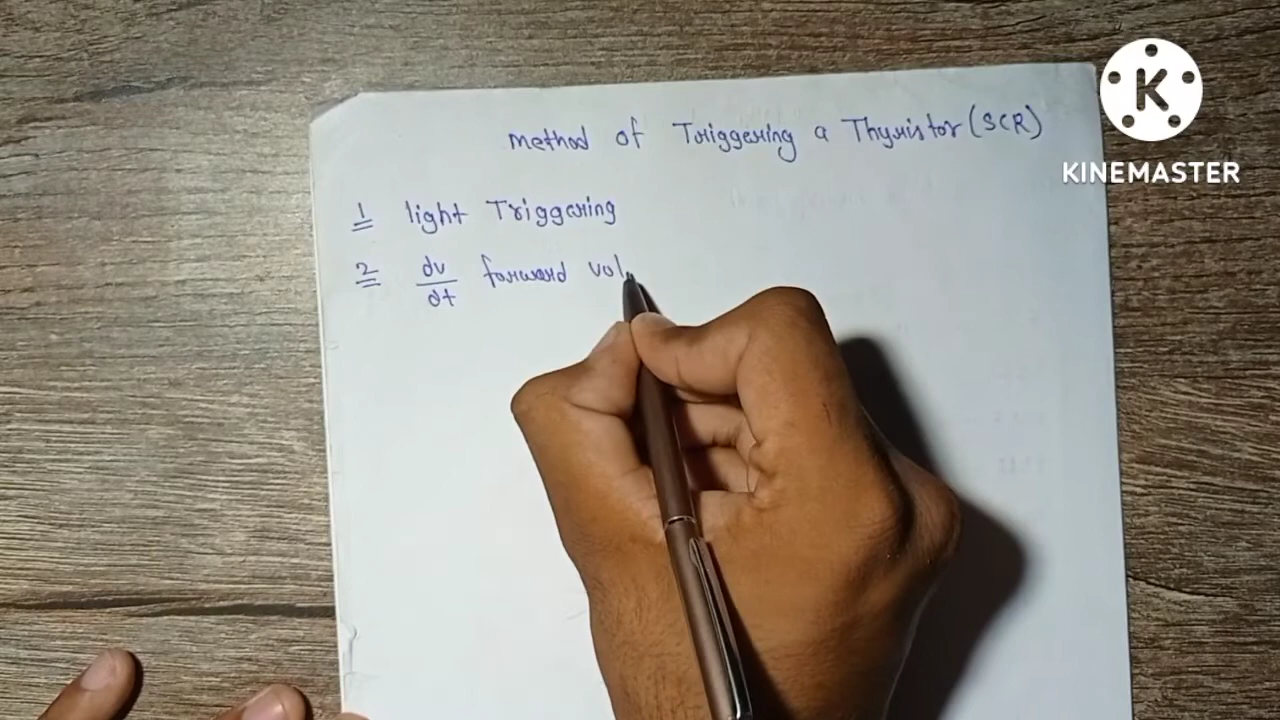 Method of Triggering a Thyristor (SCR)
1 light Triggering
2 dv/dt forward vol
K
KINEMASTER